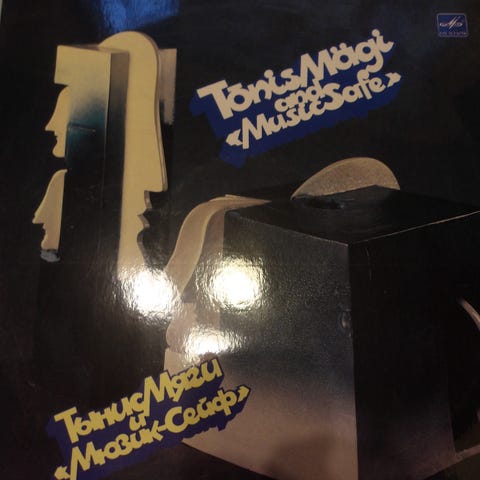 Tõnis Mägi
and
«Music Safe»
Тынис Мяги
и
«Мюзик-Сейф»